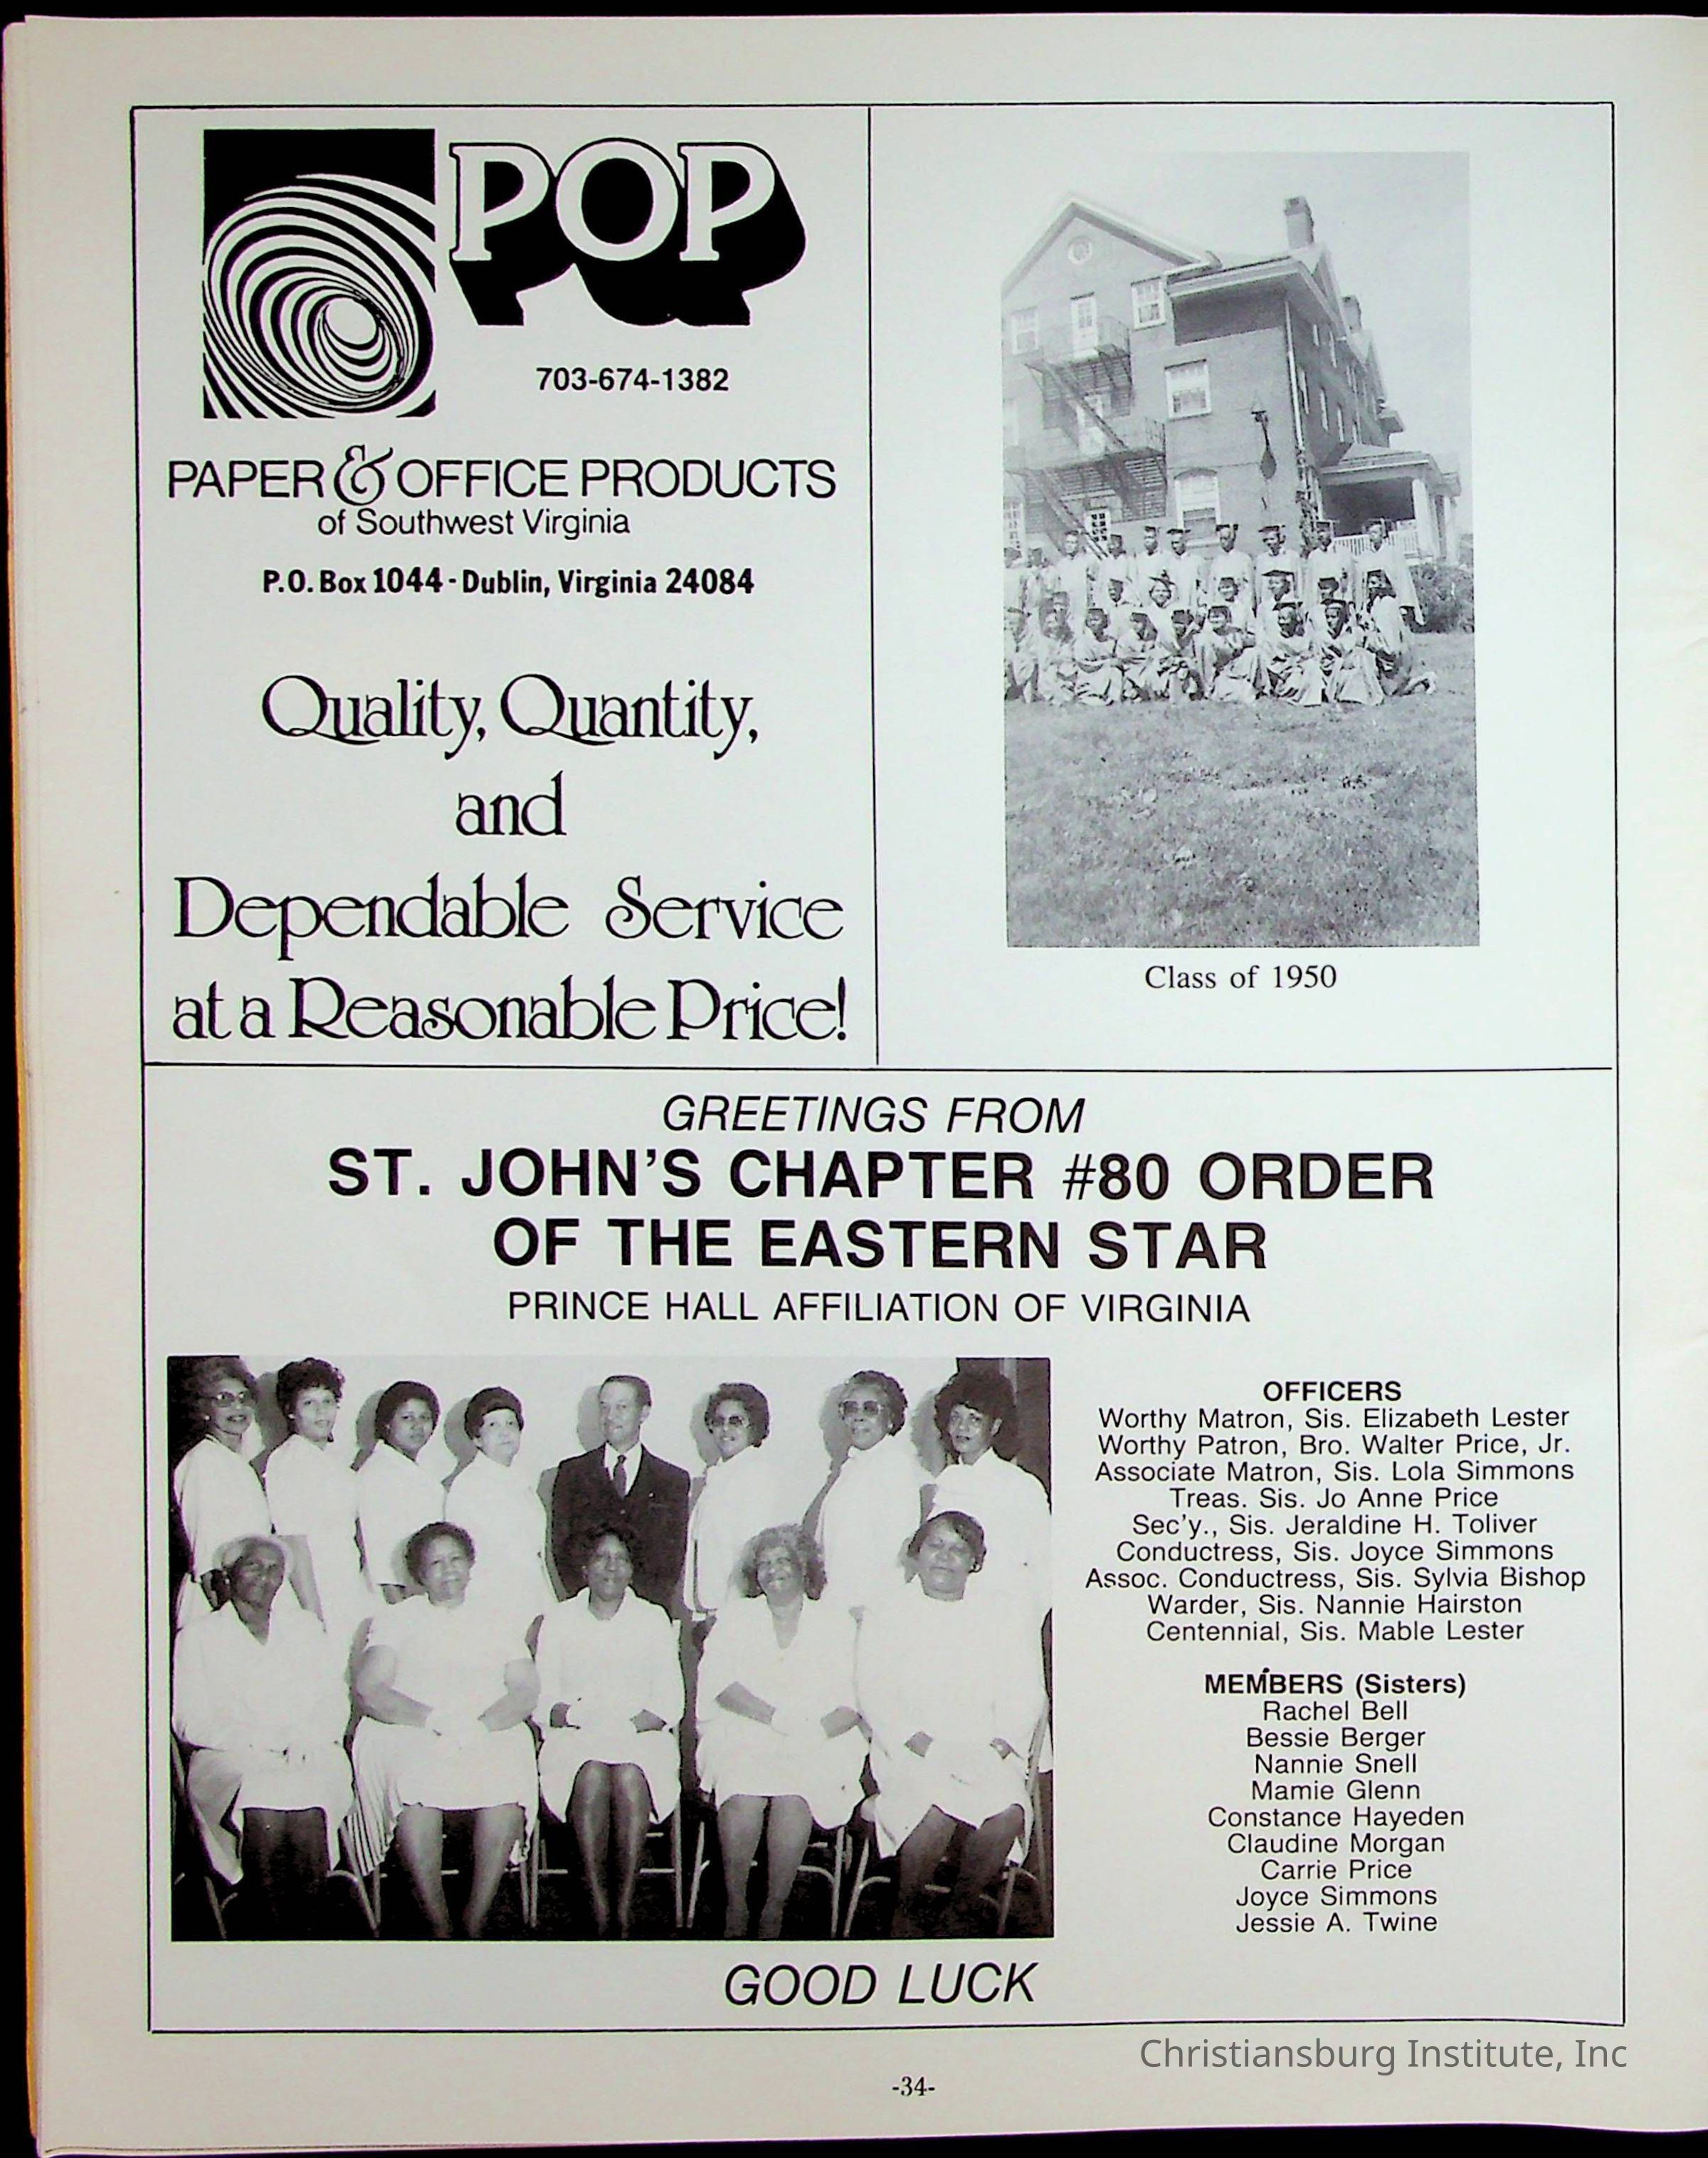 POP
703-674-1382
PAPER & OFFICE PRODUCTS
of Southwest Virginia
P.O. Box 1044 - Dublin, Virginia 24084
Quality, Quantity,
and
Dependable Service
at a Reasonable Price!
Class of 1950
GREETINGS FROM
ST. JOHN'S CHAPTER #80 ORDER
OF THE EASTERN STAR
PRINCE HALL AFFILIATION OF VIRGINIA
OFFICERS
Worthy Matron, Sis. Elizabeth Lester
Worthy Patron, Bro. Walter Price, Jr.
Associate Matron, Sis. Lola Simmons
Treas. Sis. Jo Anne Price
Sec'y., Sis. Jeraldine H. Toliver
Conductress, Sis. Joyce Simmons
Assoc. Conductress, Sis. Sylvia Bishop
Warder, Sis. Nannie Hairston
Centennial, Sis. Mable Lester
MEMBERS (Sisters)
Rachel Bell
Bessie Berger
Nannie Snell
Mamie Glenn
Constance Hayeden
Claudine Morgan
Carrie Price
Joyce Simmons
Jessie A. Twine
GOOD LUCK
Christiansburg Institute, Inc
-34-